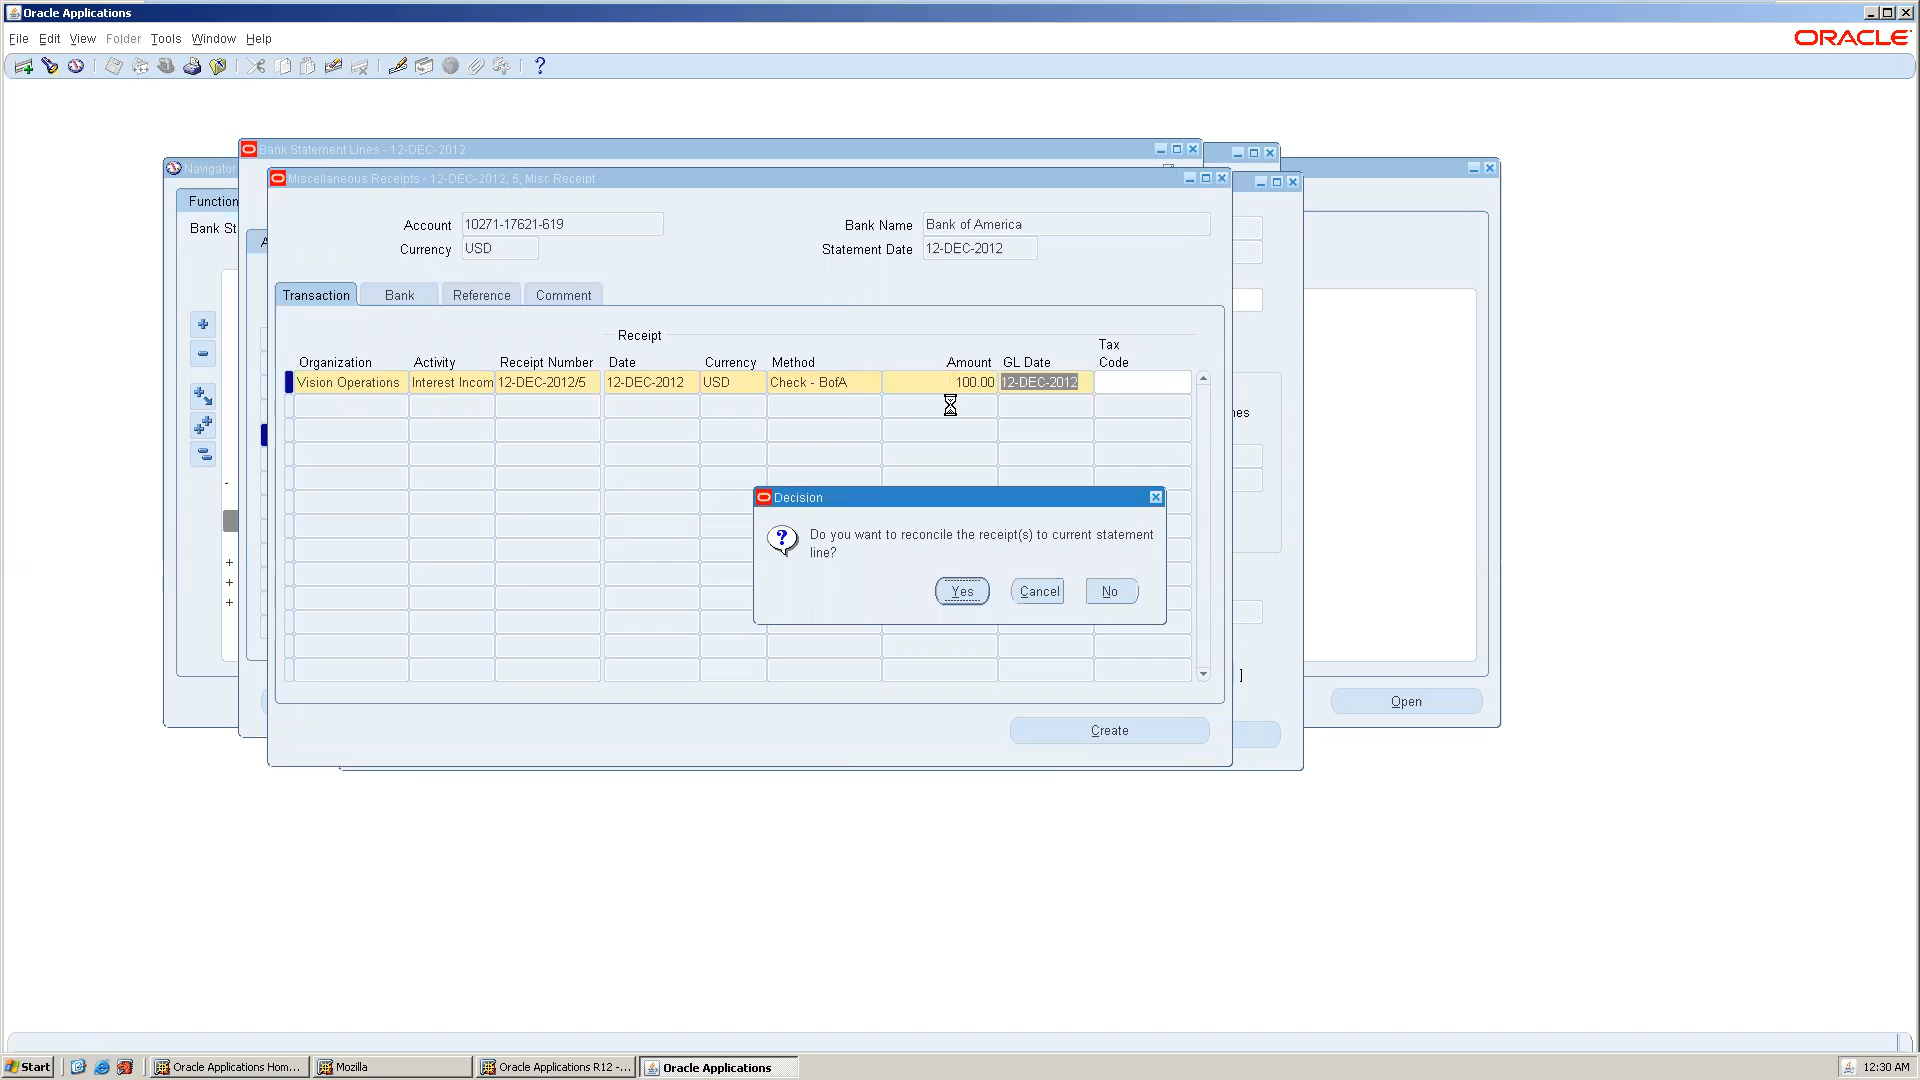 Oracle Applications
File Edit View Folder Tools Window Help
ORACLE
Bank Statement Lines - 12-DEC-2012
Navigator
Miscellaneous Receipts - 12-DEC-2012, 5, Misc Receipt
Function
Account 10271-17621-619 Bank Name Bank of America
Bank St
Currency USD Statement Date 12-DEC-2012
Transaction Bank Reference Comment
Receipt
Tax
Organization Activity Receipt Number Date Currency Method Amount GL Date Code
Vision Operations Interest Incom 12-DEC-2012/5 12-DEC-2012 USD Check - BofA 100.00 12-DEC-2012
nes
Decision
Do you want to reconcile the receipt(s) to current statement
line?
Yes Cancel No
]
Open
Create
Start Oracle Applications Hom... Mozilla Oracle Applications R12 -... Oracle Applications 12:30 AM